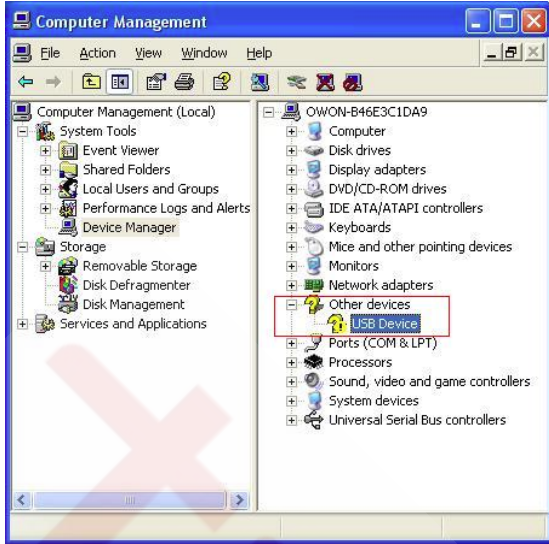 Computer Management
File Action View Window Help
Computer Management (Local)
System Tools
Event Viewer
Shared Folders
Local Users and Groups
Performance Logs and Alerts
Device Manager
Storage
Removable Storage
Disk Defragmenter
Disk Management
Services and Applications
OWON-B46E3C1DA9
Computer
Disk drives
Display adapters
DVD/CD-ROM drives
IDE ATA/ATAPI controllers
Keyboards
Mice and other pointing devices
Monitors
Network adapters
Other devices
USB Device
Ports (COM & LPT)
Processors
Sound, video and game controllers
System devices
Universal Serial Bus controllers